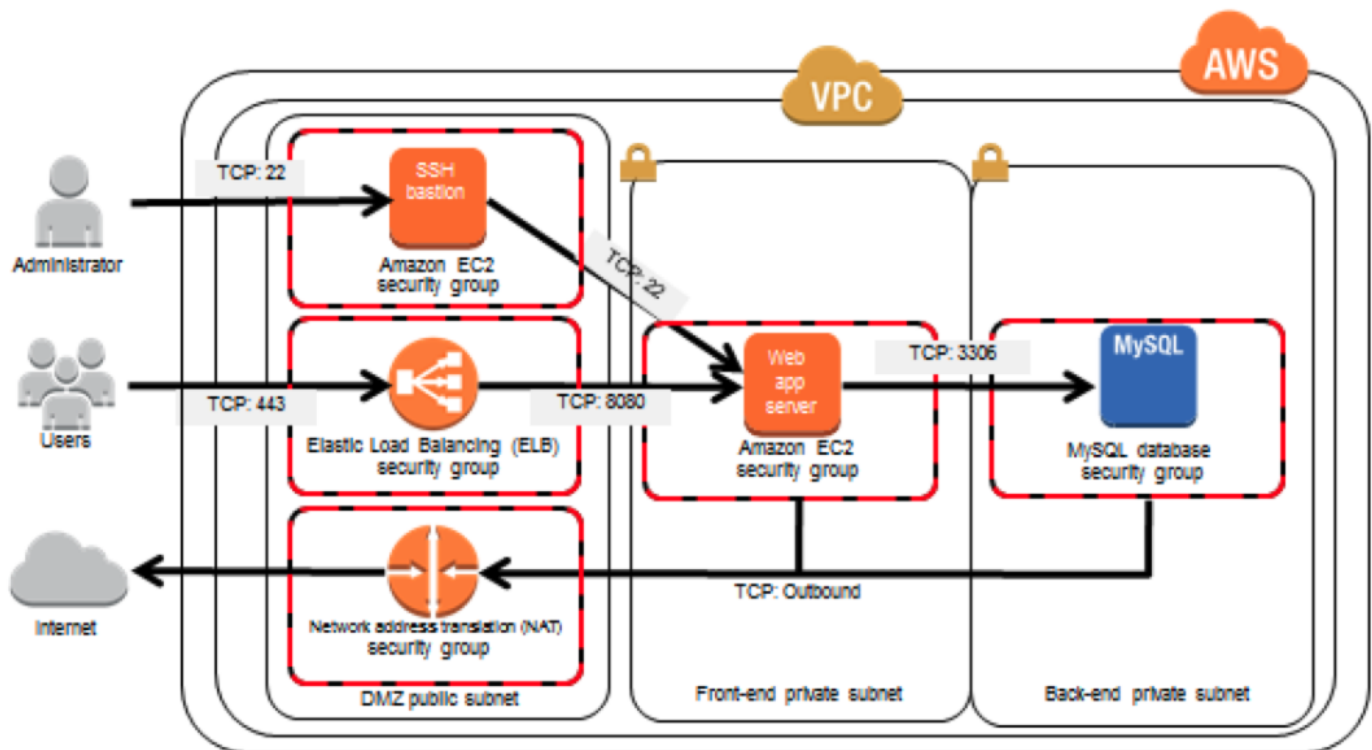 AWS
VPC
TCP: 22
SSH
bastion
Administrator
Amazon EC2
security group
TCP: 22
Users
TCP: 443
Elastic Load Balancing (ELB)
security group
TCP: 8080
Web
app
server
Amazon EC2
security group
TCP: 3306
MySQL
MySQL database
security group
Internet
Network address translation (NAT)
security group
TCP: Outbound
DMZ public subnet
Front-end private subnet
Back-end private subnet